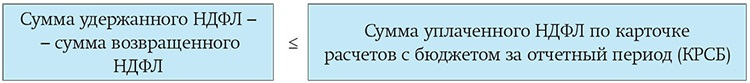 Сумма удержанного НДФЛ –
– сумма возвращенного
НДФЛ
≤
Сумма уплаченного НДФЛ по карточке
расчетов с бюджетом за отчетный период (КРСБ)